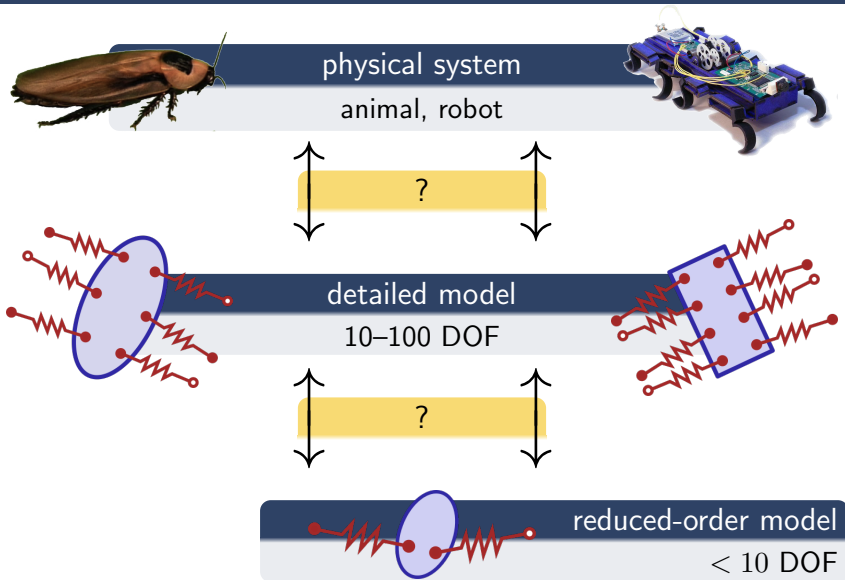 physical system
animal, robot
?
detailed model
10–100 DOF
?
reduced-order model
< 10 DOF